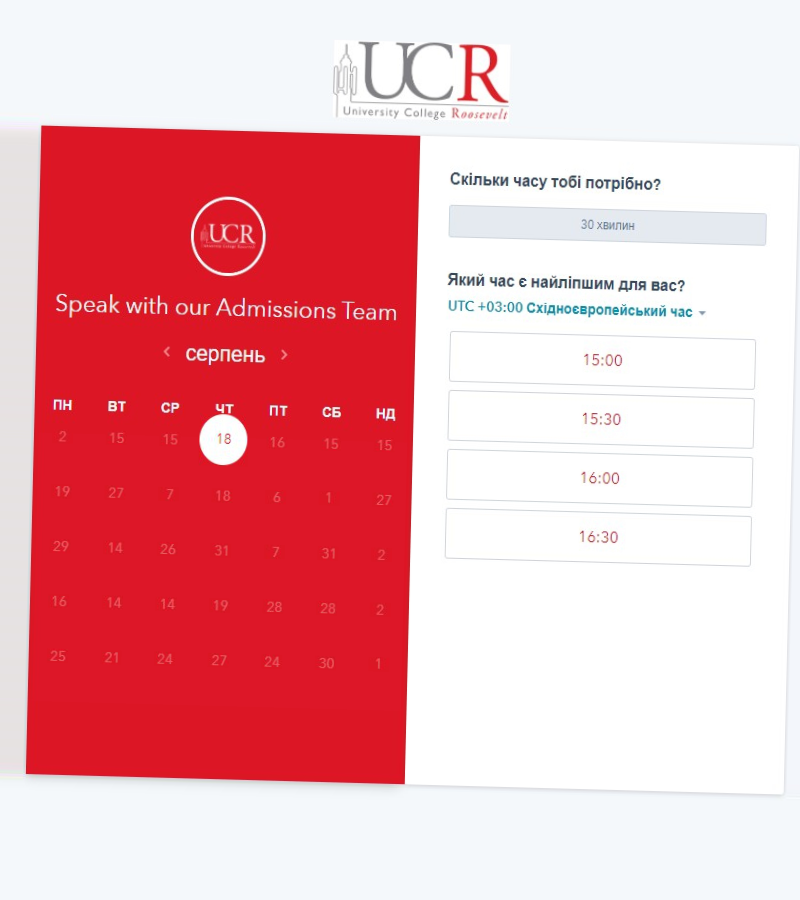 UCR
University College Roosevelt
UCR
Speak with our Admissions Team
серпень
ПН ВТ СР ЧТ ПТ СБ НД
2 15 15 18 16 15 15
19 27 7 18 6 1 27
29 14 26 31 7 31 2
16 14 14 19 28 28 2
25 21 24 27 24 30 1
Скільки часу тобі потрібно?
30 хвилин
Який час є найліпшим для вас?
UTC +03:00 Східноєвропейський час
15:00
15:30
16:00
16:30